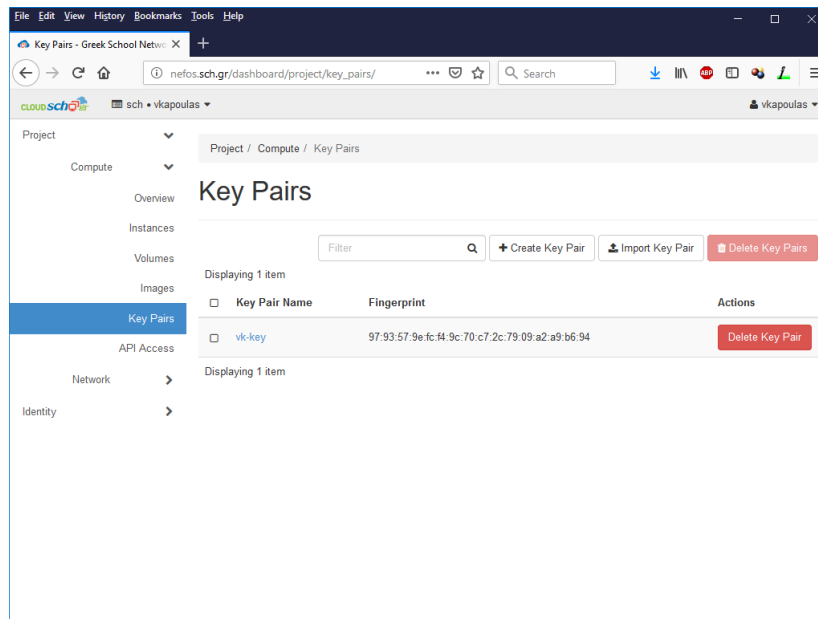 File Edit View History Bookmarks Tools Help
Key Pairs - Greek School Netwo
nefos.sch.gr/dashboard/project/key_pairs/
Search
ABP
CLOUD sch.gr sch • vkapoulas
vkapoulas
Project
Project / Compute / Key Pairs
Compute
Key Pairs
Overview
Instances
Filter
Create Key Pair
Import Key Pair
Delete Key Pairs
Volumes
Displaying 1 item
Images
Key Pair Name Fingerprint Actions
Key Pairs
vk-key 97:93:57:9e:fc:f4:9c:70:c7:2c:79:09:a2:a9:b6:94 Delete Key Pair
API Access
Displaying 1 item
Network
Identity